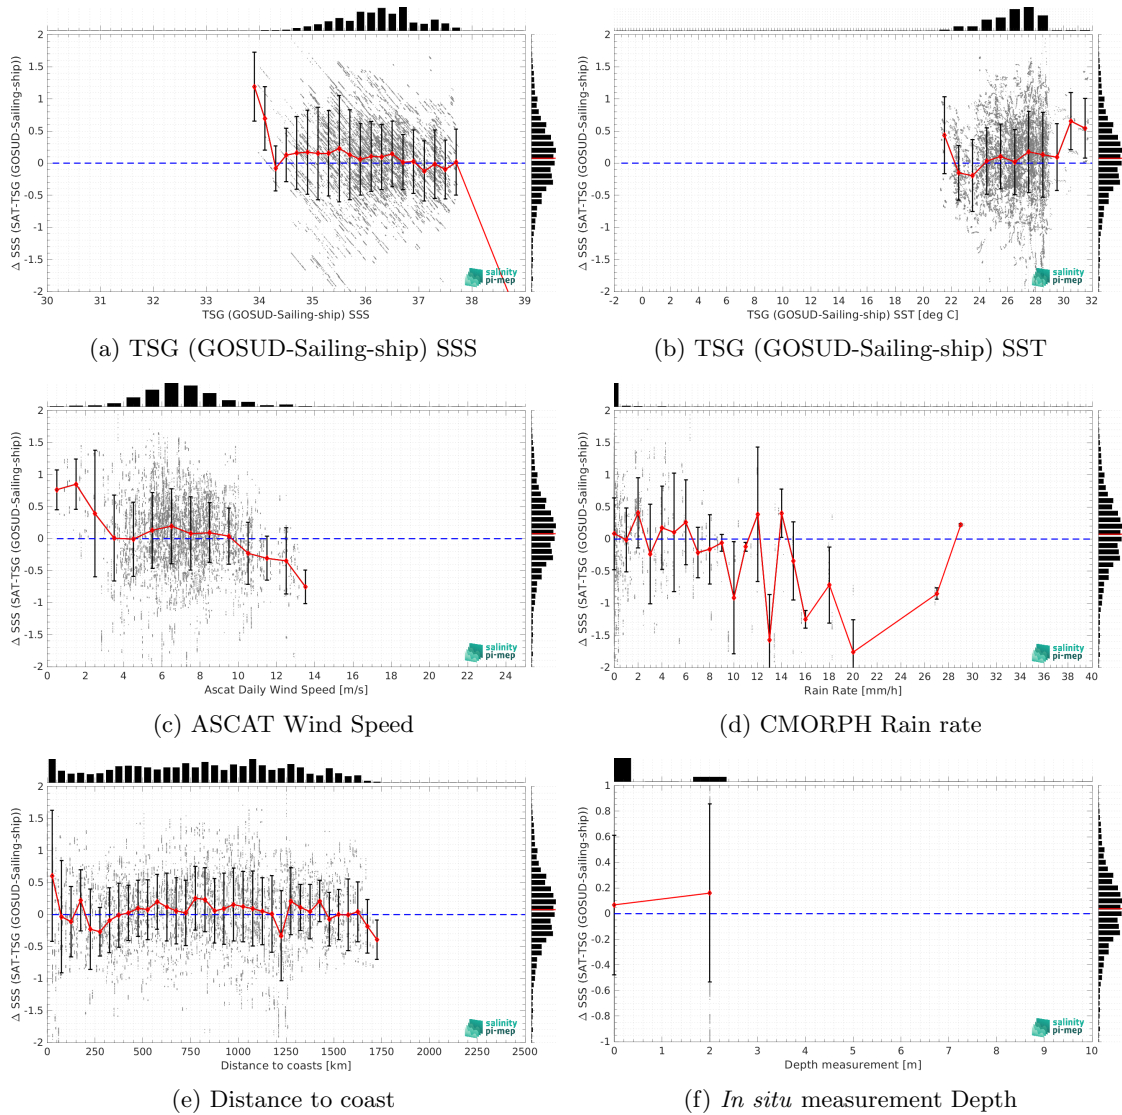 2
1.5
1
0.5
0
-0.5
-1
-1.5
-2
Δ SSS (SAT-TSG (GOSUD-Sailing-ship))
30 31 32 33 34 35 36 37 38 39
TSG (GOSUD-Sailing-ship) SSS
salinity
pi-mep
(a) TSG (GOSUD-Sailing-ship) SSS
2
1.5
1
0.5
0
-0.5
-1
-1.5
-2
Δ SSS (SAT-TSG (GOSUD-Sailing-ship))
-2 0 2 4 6 8 10 12 14 16 18 20 22 24 26 28 30 32
TSG (GOSUD-Sailing-ship) SST [deg C]
salinity
pi-mep
(b) TSG (GOSUD-Sailing-ship) SST
2
1.5
1
0.5
0
-0.5
-1
-1.5
-2
Δ SSS (SAT-TSG (GOSUD-Sailing-ship))
0 2 4 6 8 10 12 14 16 18 20 22 24
Ascat Daily Wind Speed [m/s]
salinity
pi-mep
(c) ASCAT Wind Speed
2
1.5
1
0.5
0
-0.5
-1
-1.5
-2
Δ SSS (SAT-TSG (GOSUD-Sailing-ship))
0 2 4 6 8 10 12 14 16 18 20 22 24 26 28 30 32 34 36 38 40
Rain Rate [mm/h]
salinity
pi-mep
(d) CMORPH Rain rate
2
1.5
1
0.5
0
-0.5
-1
-1.5
-2
Δ SSS (SAT-TSG (GOSUD-Sailing-ship))
0 250 500 750 1000 1250 1500 1750 2000 2250 2500
Distance to coasts [km]
salinity
pi-mep
(e) Distance to coast
1
0.8
0.6
0.4
0.2
0
-0.2
-0.4
-0.6
-0.8
-1
Δ SSS (SAT-TSG (GOSUD-Sailing-ship))
0 1 2 3 4 5 6 7 8 9 10
Depth measurement [m]
salinity
pi-mep
(f) In situ measurement Depth